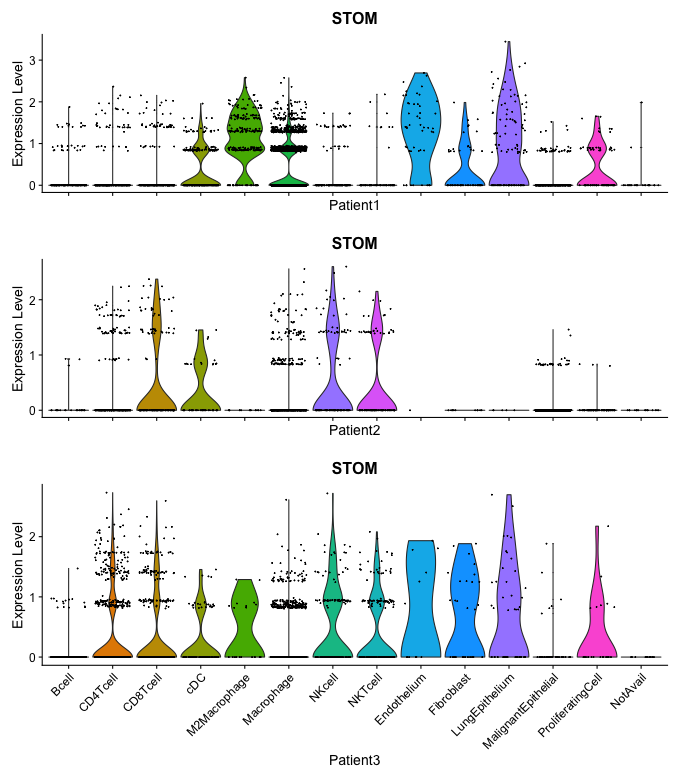 STOM
Expression Level
3
2
1
0
Patient1
STOM
Expression Level
2
1
0
Patient2
STOM
Expression Level
2
1
0
Bcell
CD4Tcell
CD8Tcell
cDC
M2Macrophage
Macrophage
NKcell
NKTcell
Endothelium
Fibroblast
LungEpithelium
MalignantEpithelial
ProliferatingCell
NotAvail
Patient3